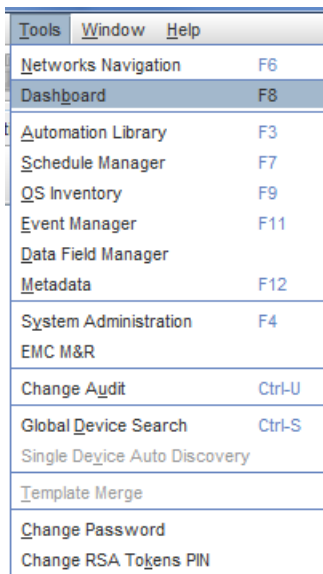 Tools Window Help
Networks Navigation F6
Dashboard F8
Automation Library F3
Schedule Manager F7
OS Inventory F9
Event Manager F11
Data Field Manager
Metadata F12
System Administration F4
EMC M&R
Change Audit Ctrl-U
Global Device Search Ctrl-S
Single Device Auto Discovery
Template Merge
Change Password
Change RSA Tokens PIN